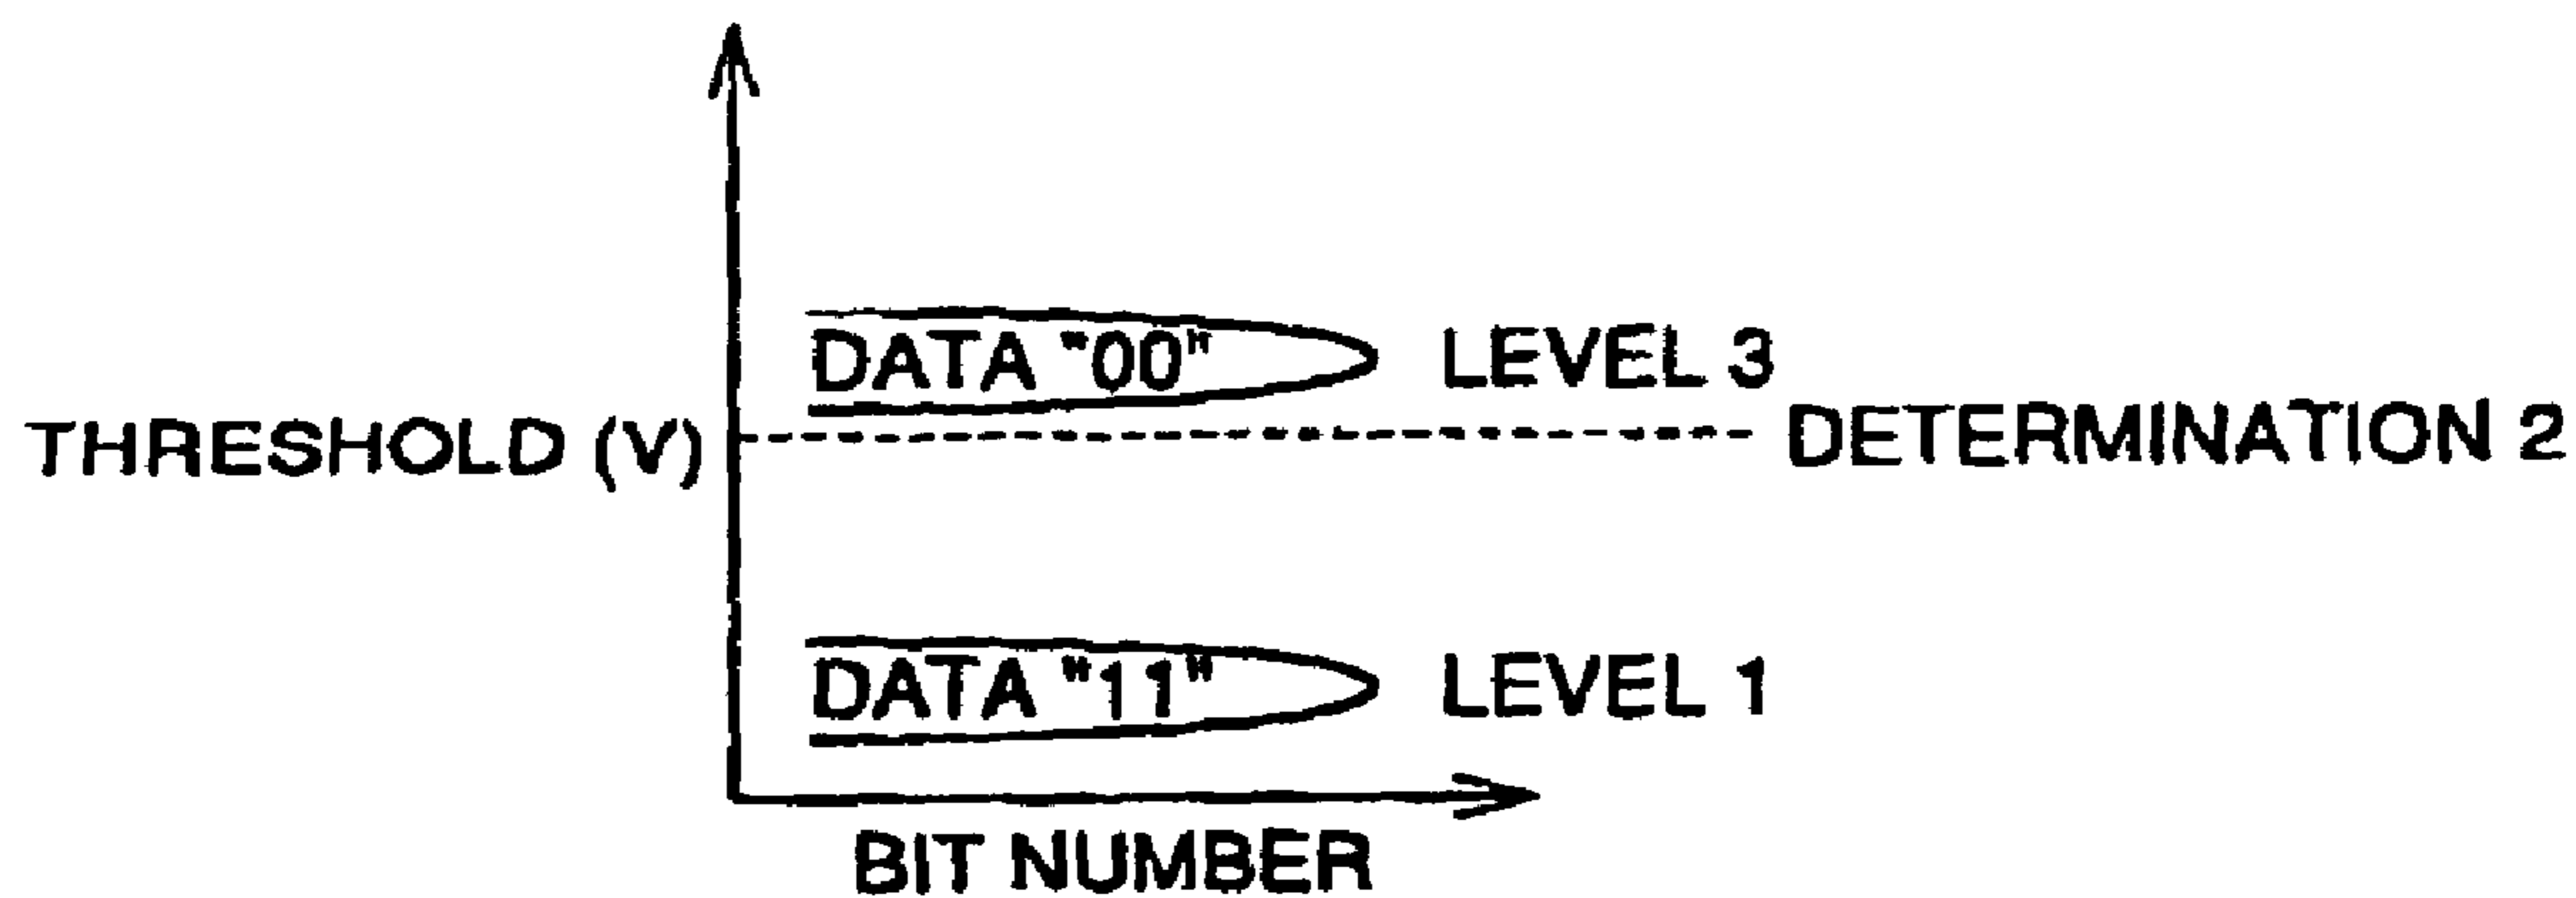 DATA "00" LEVEL 3
THRESHOLD (V) DETERMINATION 2
DATA "11" LEVEL 1
BIT NUMBER